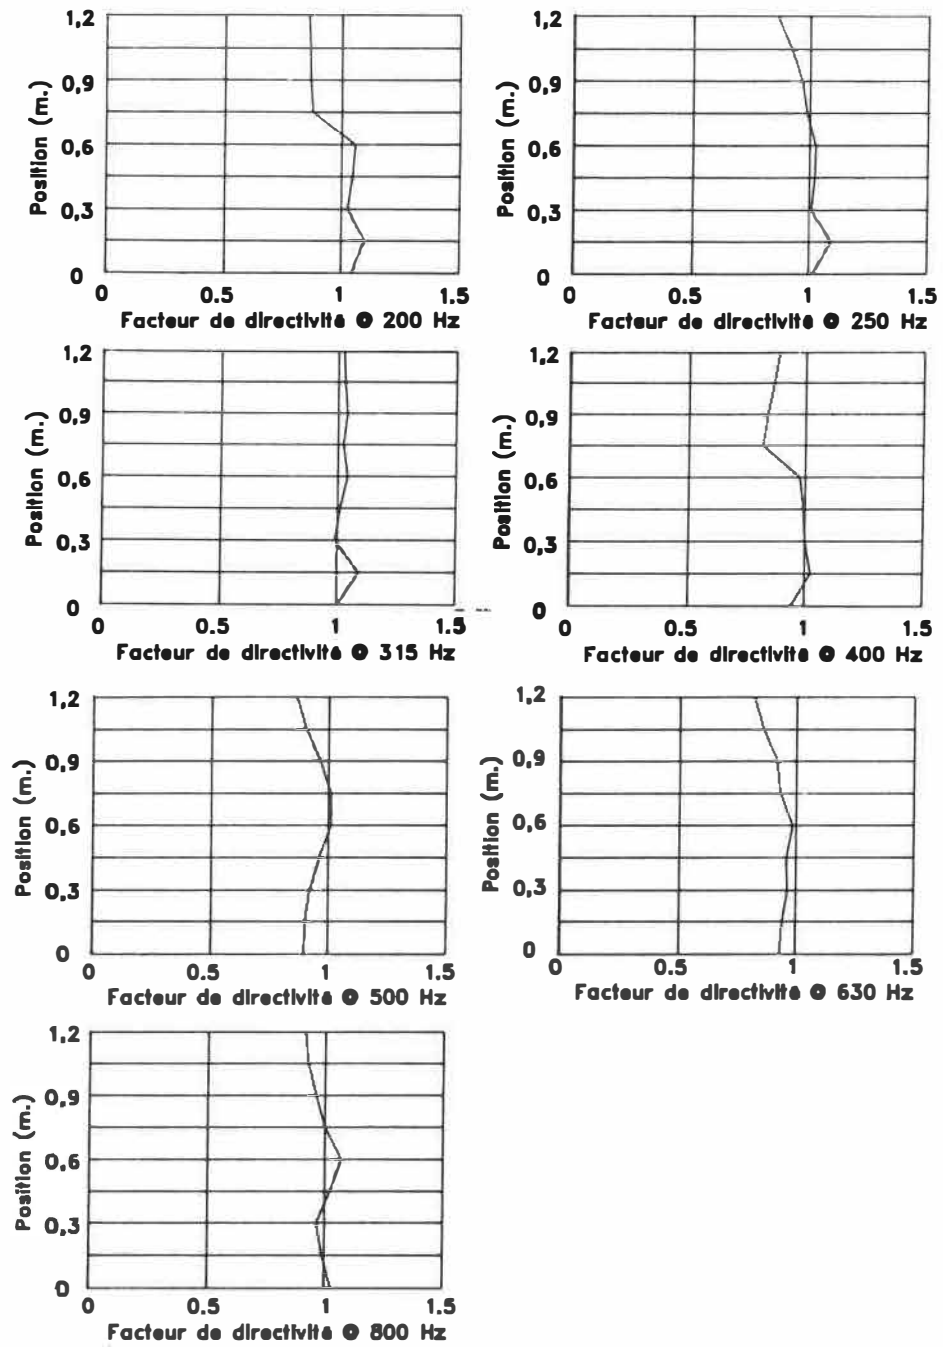 1,2
0,9
0,6
0,3
0
Position (m.)
0 0.5 1 1.5
Facteur de directivité @ 200 Hz
1,2
0,9
0,6
0,3
0
Position (m.)
0 0.5 1 1.5
Facteur de directivité @ 250 Hz
1,2
0,9
0,6
0,3
0
Position (m.)
0 0.5 1 1.5
Facteur de directivité @ 315 Hz
1,2
0,9
0,6
0,3
0
Position (m.)
0 0.5 1 1.5
Facteur de directivité @ 400 Hz
1,2
0,9
0,6
0,3
0
Position (m.)
0 0.5 1 1.5
Facteur de directivité @ 500 Hz
1,2
0,9
0,6
0,3
0
Position (m.)
0 0.5 1 1.5
Facteur de directivité @ 630 Hz
1,2
0,9
0,6
0,3
0
Position (m.)
0 0.5 1 1.5
Facteur de directivité @ 800 Hz